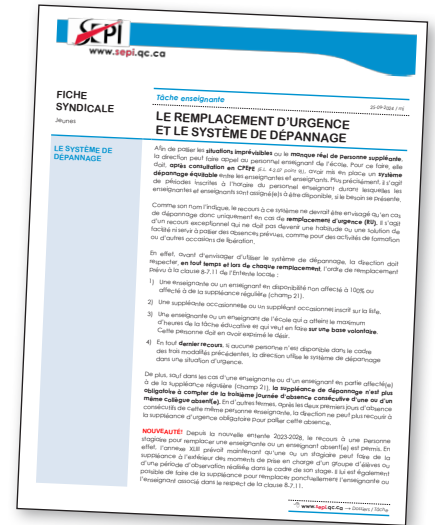 SEPI
www.sepi.qc.ca
FICHE
SYNDICALE
Jeunes
Tâche enseignante
25-09-2024 /
LE REMPLACEMENT D'URGENCE
ET LE SYSTÈME DE DÉPANNAGE
LE SYSTÈME DE
DÉPANNAGE
Afin de pallier les situations imprévisibles ou le manque réel de personne suppléante,
la direction peut faire appel au personnel enseignant de l'école. Pour ce faire, elle
doit, après consultation en CPEPE (E.L. 4-2.07 point 9), avoir mis en place un système
dépannage équitable entre les enseignantes et enseignants. Plus précisément, il s'agit
de périodes inscrites à l'horaire du personnel enseignant durant lesquelles les
enseignantes et enseignants sont assigné(e)s à être disponible, si le besoin se présente.
Comme son nom l'indique, le recours à ce système ne devrait être envisagé qu'en cas
de dépannage donc uniquement en cas de remplacement d'urgence (RU). Il s'agit
d'un recours exceptionnel qui ne doit pas devenir une habitude ou une solution de
facilité ni servir à pallier des absences prévues, comme pour des activités de formation
ou d'autres occasions de libération.
En effet, avant d'envisager d'utiliser le système de dépannage, la direction doit
respecter, en tout temps et lors de chaque remplacement, l'ordre de remplacement
prévu à la clause 8-7.11 de l'Entente locale :
1) Une enseignante ou un enseignant en disponibilité non affecté à 100% ou
affecté à de la suppléance régulière (champ 21).
2) Une suppléante occasionnelle ou un suppléant occasionnel inscrit sur la liste.
3) Une enseignante ou un enseignant de l'école qui a atteint le maximum
d'heures de la tâche éducative et qui veut en faire sur une base volontaire.
Cette personne doit en avoir exprimé le désir.
4) En tout dernier recours, si aucune personne n'est disponible dans le cadre
des trois modalités précédentes, la direction utilise le système de dépannage
dans une situation d'urgence.
De plus, sauf dans les cas d'une enseignante ou d'un enseignant en partie affecté(e)
à de la suppléance régulière (champ 21), la suppléance de dépannage n'est plus
obligatoire à compter de la troisième journée d'absence consécutive d'une ou d'un
même collègue absent(e). En d'autres termes, après les deux premiers jours d'absence
consécutifs de cette même personne enseignante, la direction ne peut plus recourir à
la suppléance d'urgence obligatoire pour pallier cette absence.
NOUVEAUTÉ! Depuis la nouvelle entente 2023-2028, le recours à une personne
stagiaire pour remplacer une enseignante ou un enseignant absent(e) est permis. En
effet, l'annexe XLIII prévoit maintenant qu'une ou un stagiaire peut faire de la
suppléance à l'extérieur des moments de prise en charge d'un groupe d'élèves ou
d'une période d'observation réalisée dans le cadre de son stage. Il lui est également
possible de faire de la suppléance pour remplacer ponctuellement l'enseignante ou
l'enseignant associé dans le respect de la clause 8-7.11.
www.sepi.qc.ca → Dossiers / Tâche